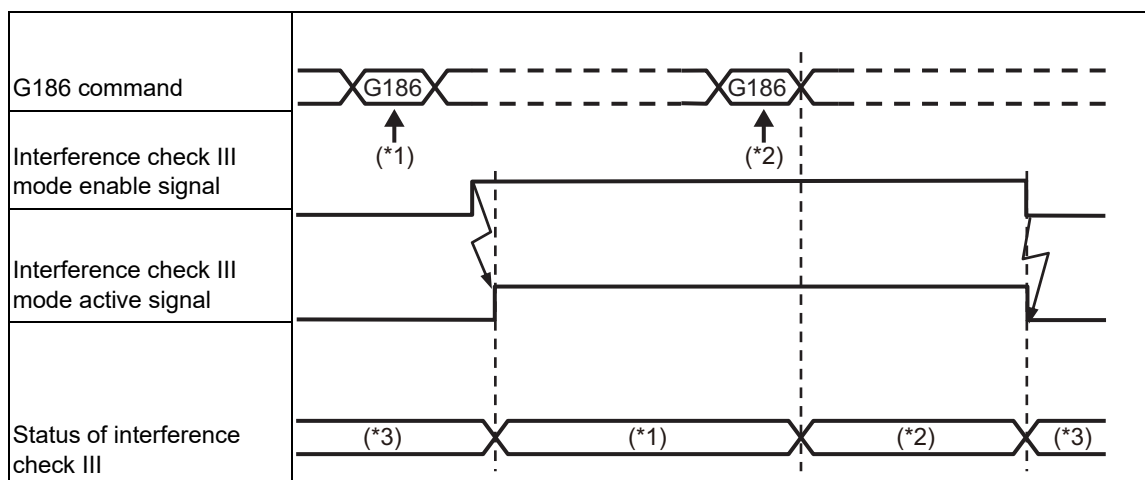 G186 command
G186
G186
(*1)
(*2)
Interference check III
mode enable signal
Interference check III
mode active signal
Status of interference
check III
(*3)
(*1)
(*2)
(*3)